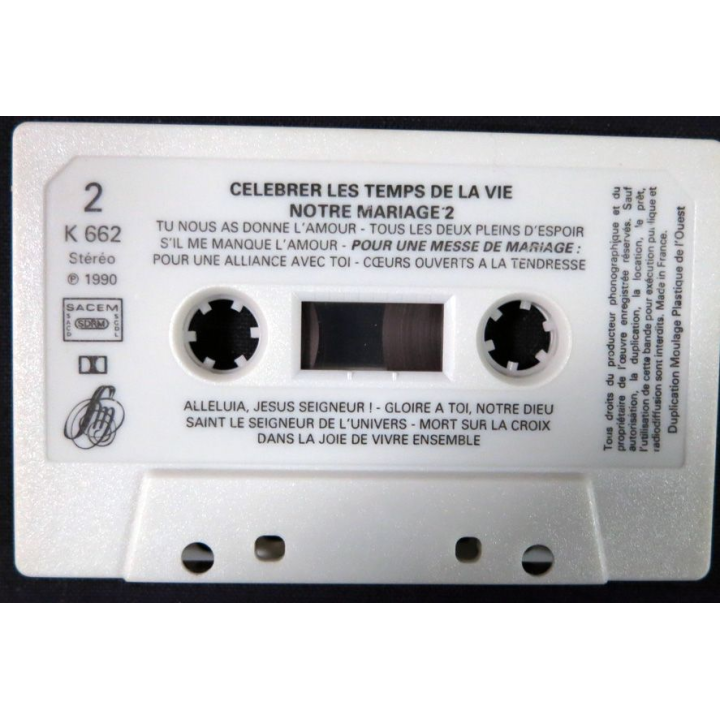 2
K 662
Stéréo
℗ 1990
SACEM
SACD
SDRM
SCGL
CELEBRER LES TEMPS DE LA VIE
NOTRE MARIAGE 2
TU NOUS AS DONNE L'AMOUR - TOUS LES DEUX PLEINS D'ESPOIR
S'IL ME MANQUE L'AMOUR - POUR UNE MESSE DE MARIAGE :
POUR UNE ALLIANCE AVEC TOI - CŒURS OUVERTS A LA TENDRESSE
ALLELUIA, JESUS SEIGNEUR ! - GLOIRE A TOI, NOTRE DIEU
SAINT LE SEIGNEUR DE L'UNIVERS - MORT SUR LA CROIX
DANS LA JOIE DE VIVRE ENSEMBLE
Tous droits du producteur phonographique et du
propriétaire de l'œuvre enregistrée réservés. Sauf
autorisation, la duplication, la location, le prêt,
l'utilisation de cette bande pour exécution publique et
radiodiffusion sont interdits. Made in France.
Duplication Moulage Plastique de l'Ouest